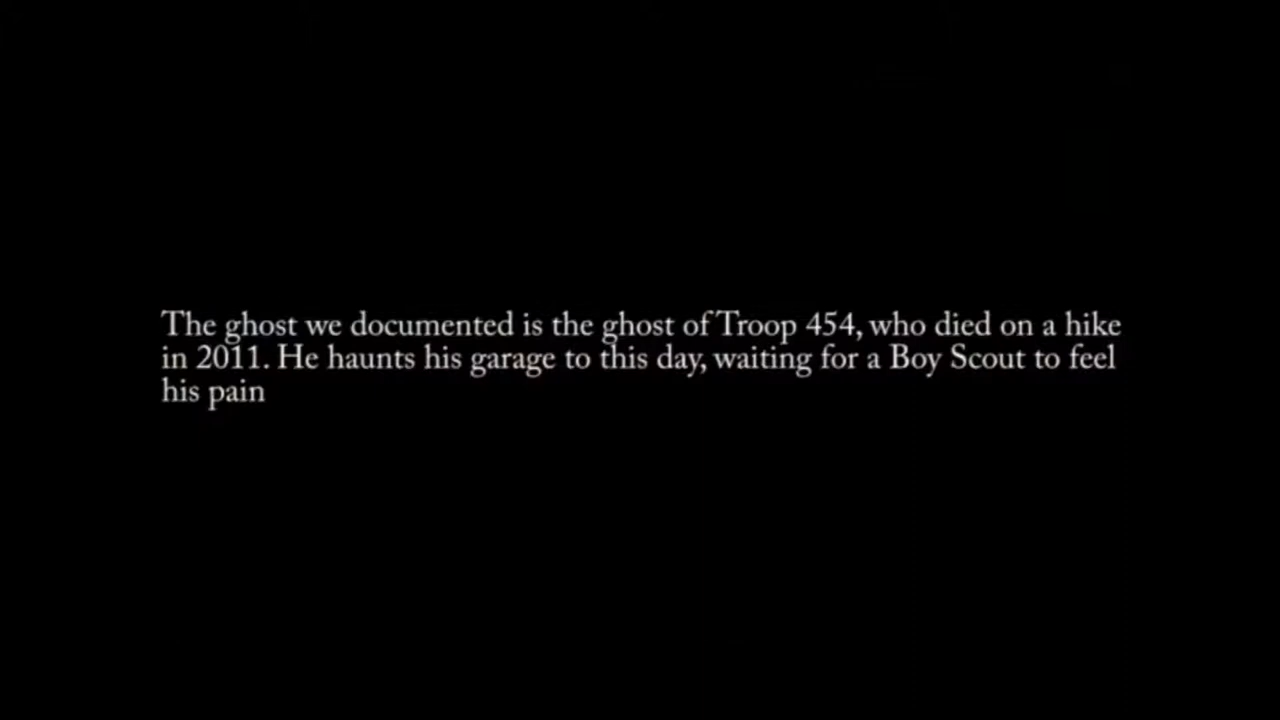 The ghost we documented is the ghost of Troop 454, who died on a hike
in 2011. He haunts his garage to this day, waiting for a Boy Scout to feel
his pain